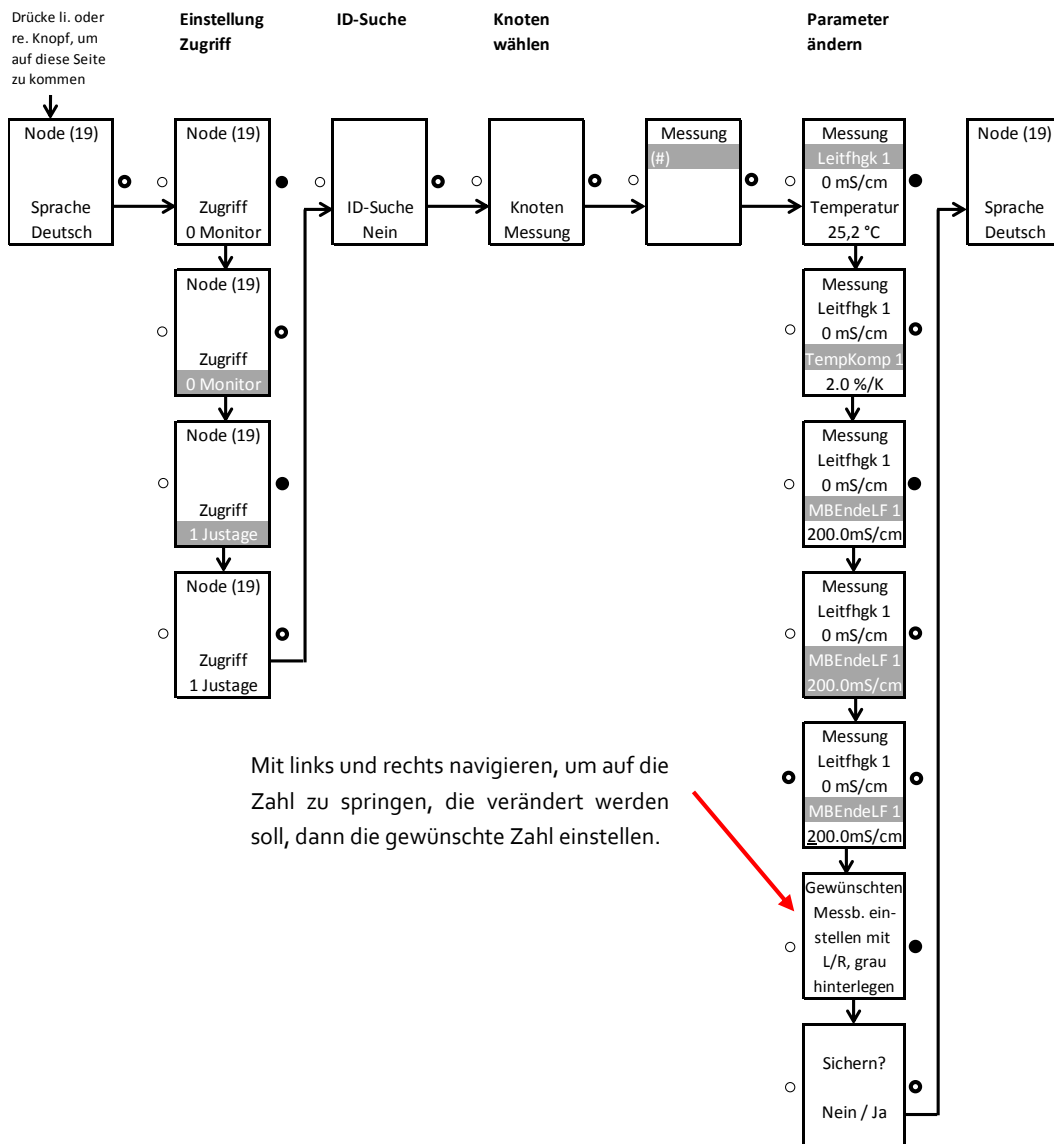 Drücke li. oder
re. Knopf, um
auf diese Seite
zu kommen
Einstellung
Zugriff
ID-Suche
Knoten
wählen
Parameter
ändern
Node (19)
Sprache
Deutsch
Node (19)
Zugriff
0 Monitor
ID-Suche
Nein
Knoten
Messung
Messung
(#)
Messung
Leitfhgk 1
0 mS/cm
Temperatur
25,2 °C
Node (19)
Sprache
Deutsch
Node (19)
Zugriff
0 Monitor
Messung
Leitfhgk 1
0 mS/cm
TempKomp 1
2.0 %/K
Node (19)
Zugriff
1 Justage
Messung
Leitfhgk 1
0 mS/cm
MBEndeLF 1
200.0mS/cm
Node (19)
Zugriff
1 Justage
Messung
Leitfhgk 1
0 mS/cm
MBEndeLF 1
200.0mS/cm
Mit links und rechts navigieren, um auf die
Zahl zu springen, die verändert werden
soll, dann die gewünschte Zahl einstellen.
Messung
Leitfhgk 1
0 mS/cm
MBEndeLF 1
200.0mS/cm
Gewünschten
Messb. ein-
stellen mit
L/R, grau
hinterlegen
Sichern?
Nein / Ja